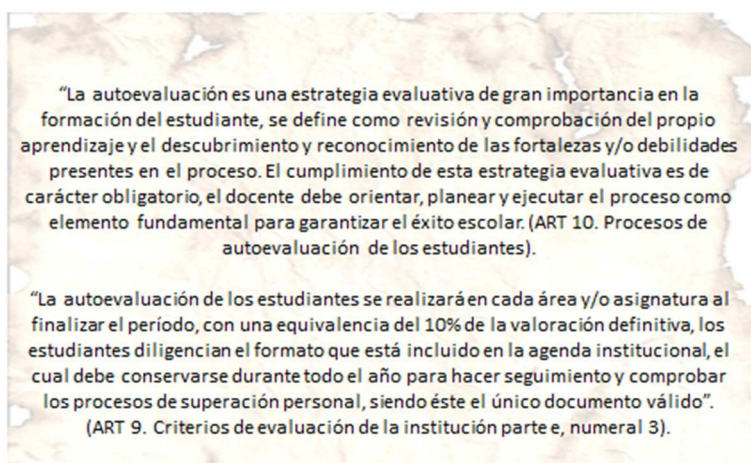 “La autoevaluación es una estrategia evaluativa de gran importancia en la
formación del estudiante, se define como revisión y comprobación del propio
aprendizaje y el descubrimiento y reconocimiento de las fortalezas y/o debilidades
presentes en el proceso. El cumplimiento de esta estrategia evaluativa es de
carácter obligatorio, el docente debe orientar, planear y ejecutar el proceso como
elemento fundamental para garantizar el éxito escolar. (ART 10. Procesos de
autoevaluación de los estudiantes).
“La autoevaluación de los estudiantes se realizará en cada área y/o asignatura al
finalizar el período, con una equivalencia del 10% de la valoración definitiva, los
estudiantes diligencian el formato que está incluido en la agenda institucional, el
cual debe conservarse durante todo el año para hacer seguimiento y comprobar
los procesos de superación personal, siendo éste el único documento válido”.
(ART 9. Criterios de evaluación de la institución parte e, numeral 3).